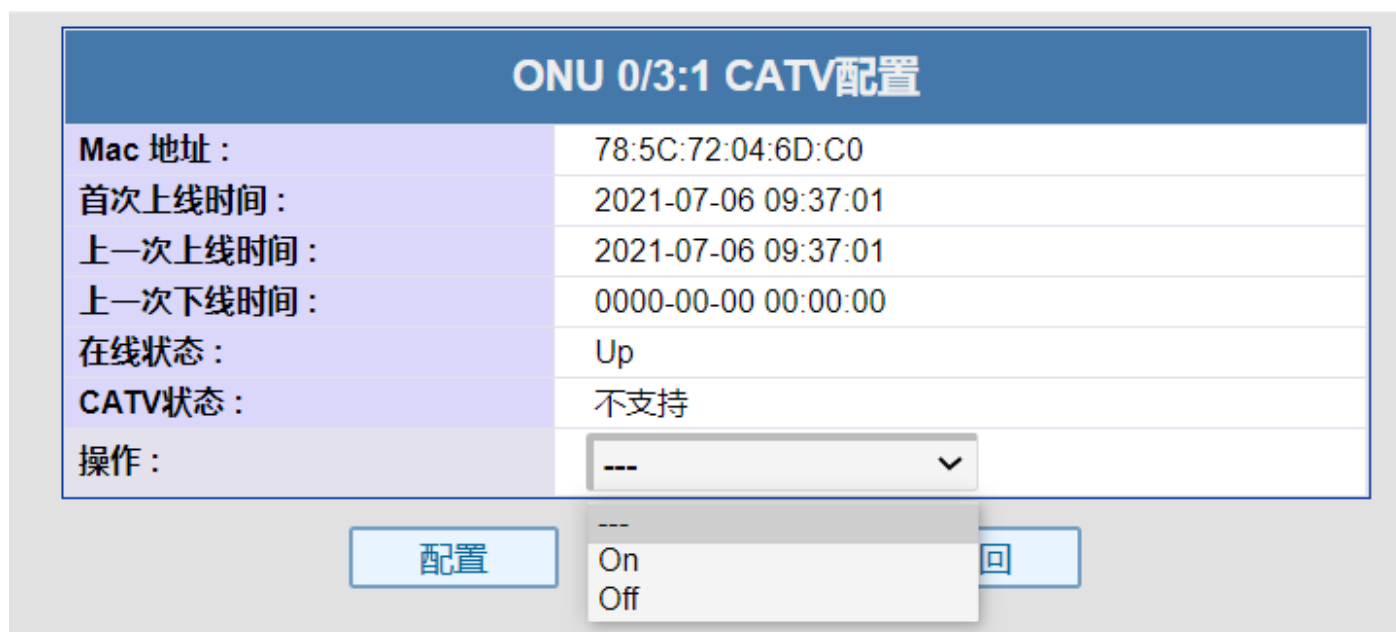 ONU 0/3:1 CATV配置
Mac 地址： 78:5C:72:04:6D:C0
首次上线时间： 2021-07-06 09:37:01
上一次上线时间： 2021-07-06 09:37:01
上一次下线时间： 0000-00-00 00:00:00
在线状态： Up
CATV状态： 不支持
操作： ---
---
配置 On 回
Off